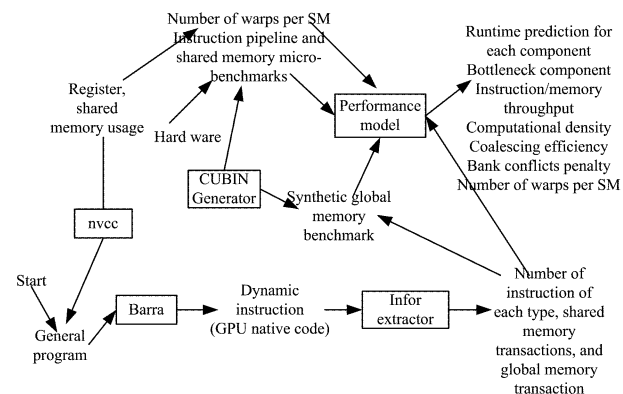 Number of warps per SM
Instruction pipeline and
shared memory micro-
benchmarks
Runtime prediction for
each component
Bottleneck component
Instruction/memory
throughput
Computational density
Coalescing efficiency
Bank conflicts penalty
Number of warps per SM
Register,
shared
memory usage
Hard ware
Performance
model
CUBIN
Generator
Synthetic global
memory
benchmark
nvcc
Start
General
program
Barra
Dynamic
instruction
(GPU native code)
Infor
extractor
Number of
instruction of
each type, shared
memory
transactions, and
global memory
transaction